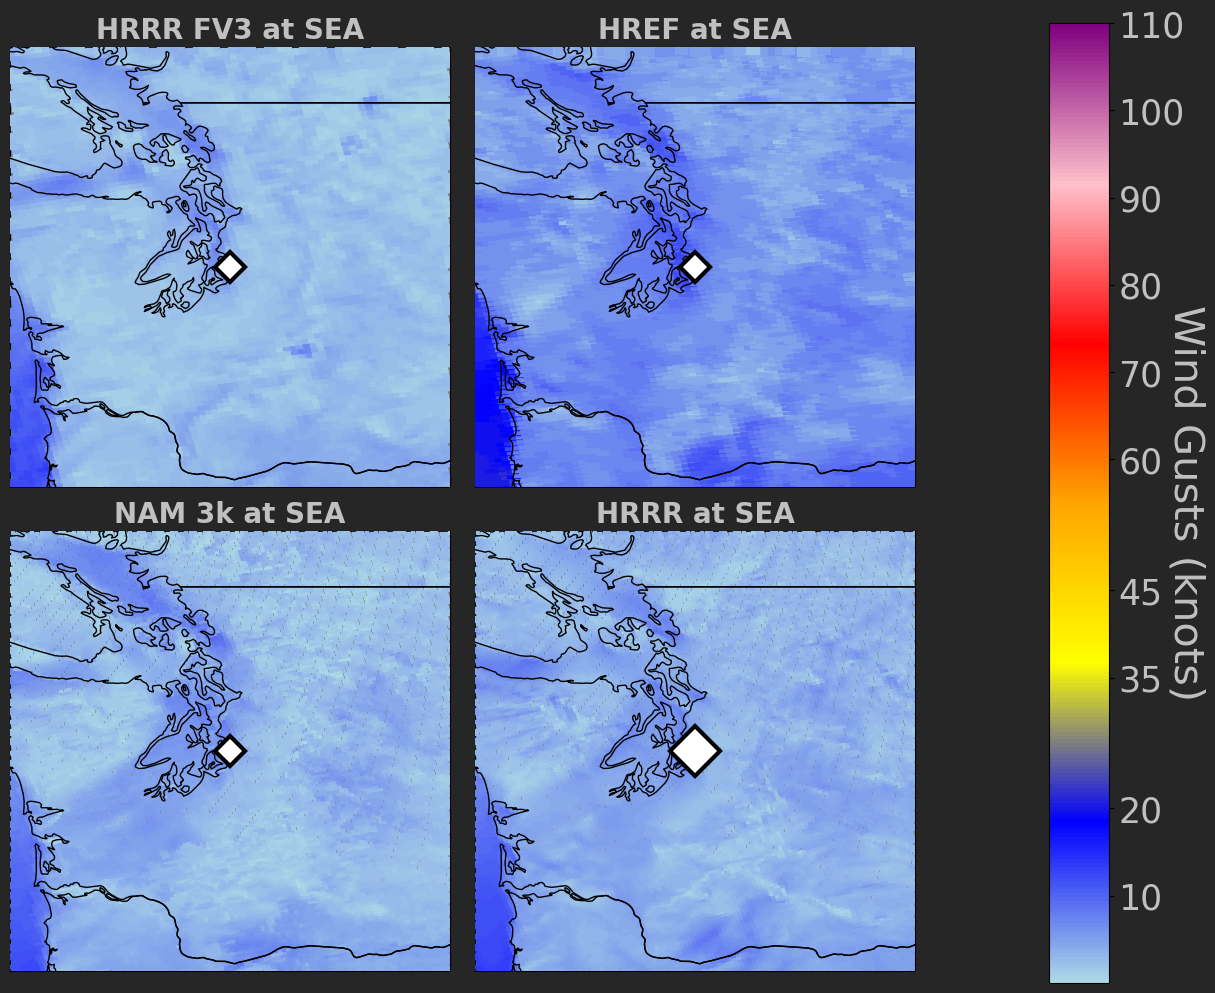 HRRR FV3 at SEA
HREF at SEA
NAM 3k at SEA
HRRR at SEA
110
100
90
80
70
60
45
35
20
10
Wind Gusts (knots)